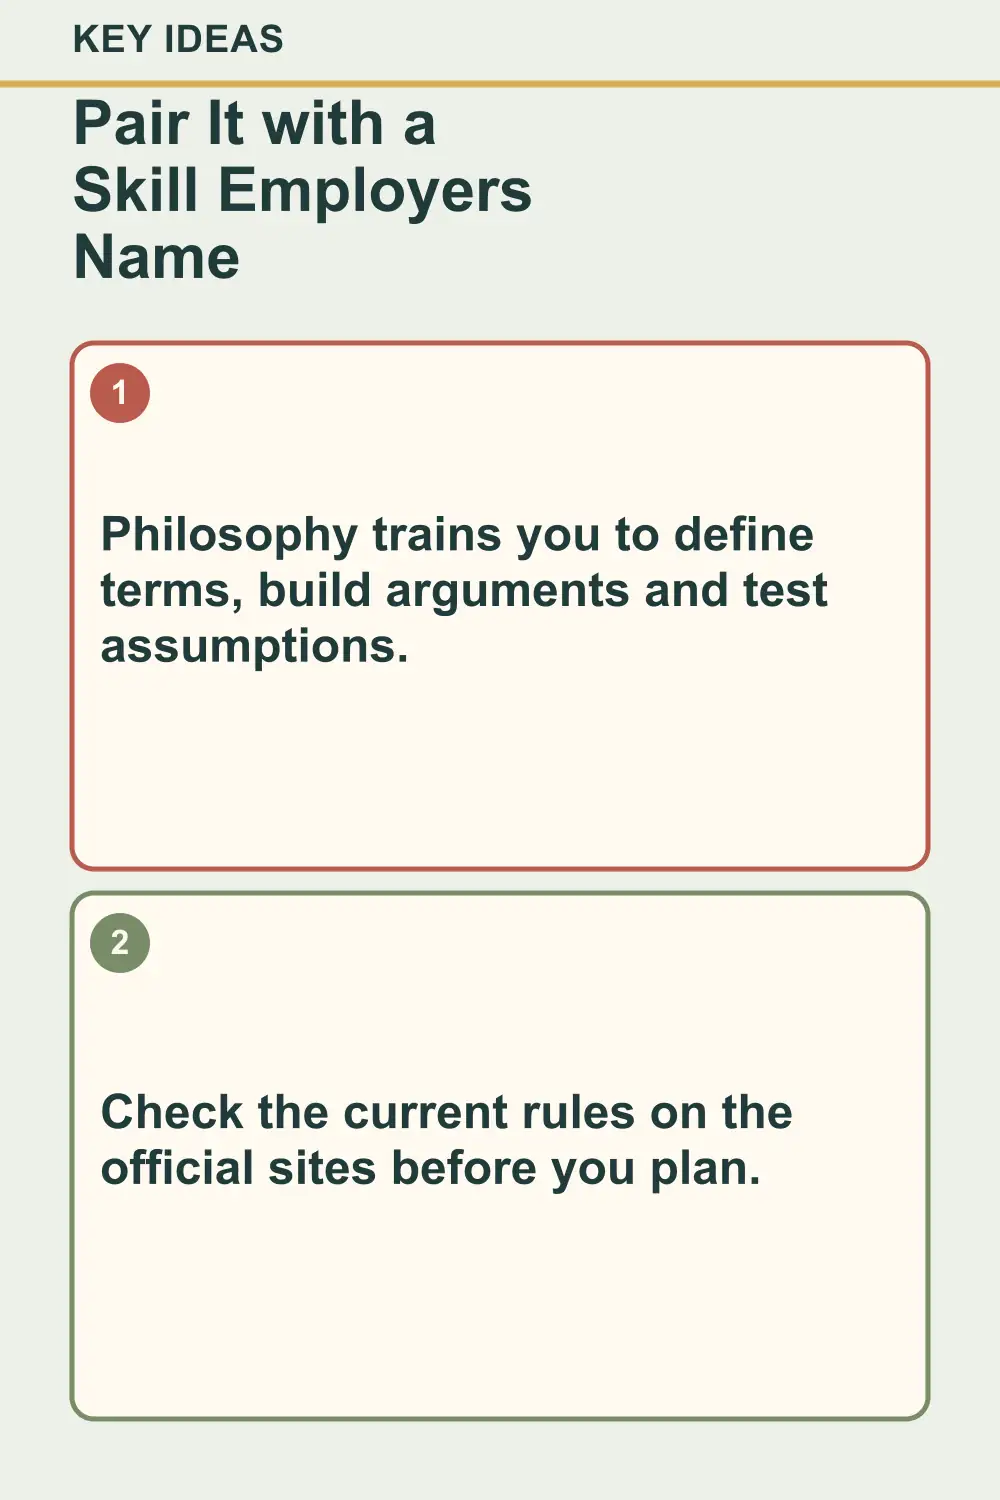 KEY IDEAS
Pair It with a
Skill Employers
Name
1
Philosophy trains you to define
terms, build arguments and test
assumptions.
2
Check the current rules on the
official sites before you plan.